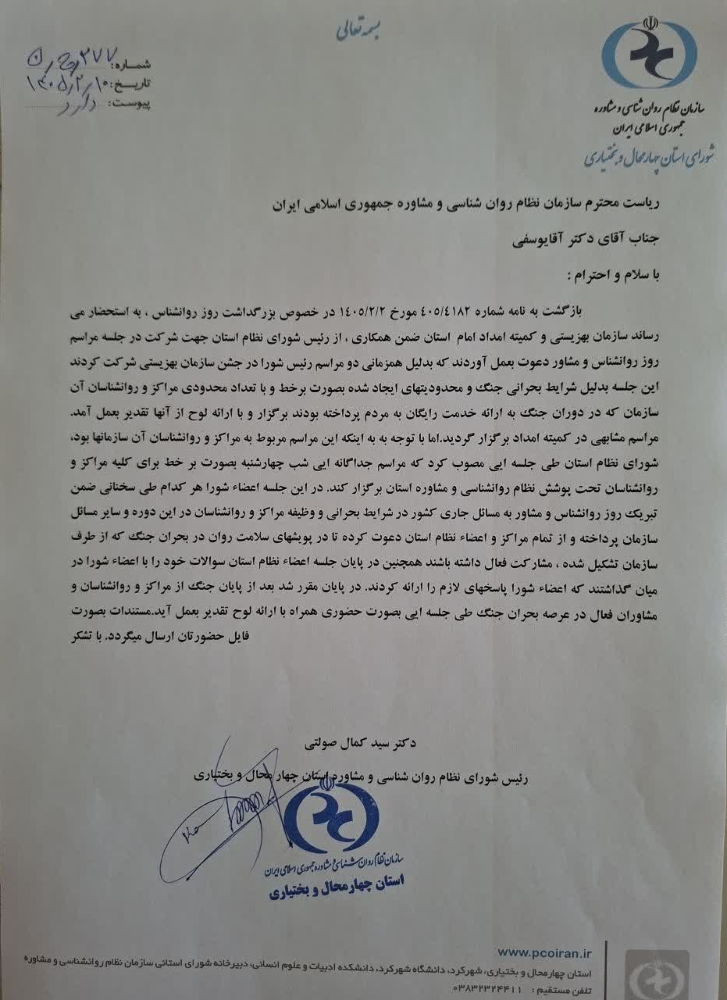 بسمه تعالی
سازمان نظام روان شناسی و مشاوره
جمهوری اسلامی ایران
شورای استان چهارمحال و بختیاری
شماره: ۲۷۷
تاریخ: ۱۴۰۵/۲/۱۰
پیوست: دارد
ریاست محترم سازمان نظام روان شناسی و مشاوره جمهوری اسلامی ایران
جناب آقای دکتر آقایوسفی
با سلام و احترام :
بازگشت به نامه شماره ٤٠٥/٤١٨٢ مورخ ١٤٠٥/٢/٢ در خصوص بزرگداشت روز روانشناس ، به استحضار می
رساند سازمان بهزیستی و کمیته امداد امام استان ضمن همکاری ، از رئیس شورای نظام استان جهت شرکت در جلسه مراسم
روز روانشناس و مشاور دعوت بعمل آوردند که بدلیل همزمانی دو مراسم رئیس شورا در جشن سازمان بهزیستی شرکت کردند
این جلسه بدلیل شرایط بحرانی جنگ و محدودیتهای ایجاد شده بصورت برخط و با تعداد محدودی مراکز و روانشناسان آن
سازمان که در دوران جنگ به ارائه خدمت رایگان به مردم پرداخته بودند برگزار و با ارائه لوح از آنها تقدیر بعمل آمد.
مراسم مشابهی در کمیته امداد برگزار گردید.اما با توجه به به اینکه این مراسم مربوط به مراکز و روانشناسان آن سازمانها بود،
شورای نظام استان طی جلسه ایی مصوب کرد که مراسم جداگانه ایی شب چهارشنبه بصورت بر خط برای کلیه مراکز و
روانشناسان تحت پوشش نظام روانشناسی و مشاوره استان برگزار کند. در این جلسه اعضاء شورا هر کدام طی سخنانی ضمن
تبریک روز روانشناس و مشاور به مسائل جاری کشور در شرایط بحرانی و وظیفه مراکز و روانشناسان در این دوره و سایر مسائل
سازمان پرداخته و از تمام مراکز و اعضاء نظام استان دعوت کرده تا در پویشهای سلامت روان در بحران جنگ که از طرف
سازمان تشکیل شده ، مشارکت فعال داشته باشند همچنین در پایان جلسه اعضاء نظام استان سوالات خود را با اعضاء شورا در
میان گذاشتند که اعضاء شورا پاسخهای لازم را ارائه کردند. در پایان مقرر شد بعد از پایان جنگ از مراکز و روانشناسان و
مشاوران فعال در عرصه بحران جنگ طی جلسه ایی بصورت حضوری همراه با ارائه لوح تقدیر بعمل آید.مستندات بصورت
فایل حضورتان ارسال میگردد. با تشکر
دکتر سید کمال صولتی
رئیس شورای نظام روان شناسی و مشاوره استان چهار محال و بختیاری
سازمان نظام روان شناسی و مشاوره جمهوری اسلامی ایران
استان چهارمحال و بختیاری
www.pcoiran.ir
استان چهارمحال و بختیاری، شهرکرد، دانشگاه شهرکرد، دانشکده ادبیات و علوم انسانی، دبیرخانه شورای استانی سازمان نظام روانشناسی و مشاوره
تلفن مستقیم : ۰۳۸۳۲۳۲۴۴۱۱